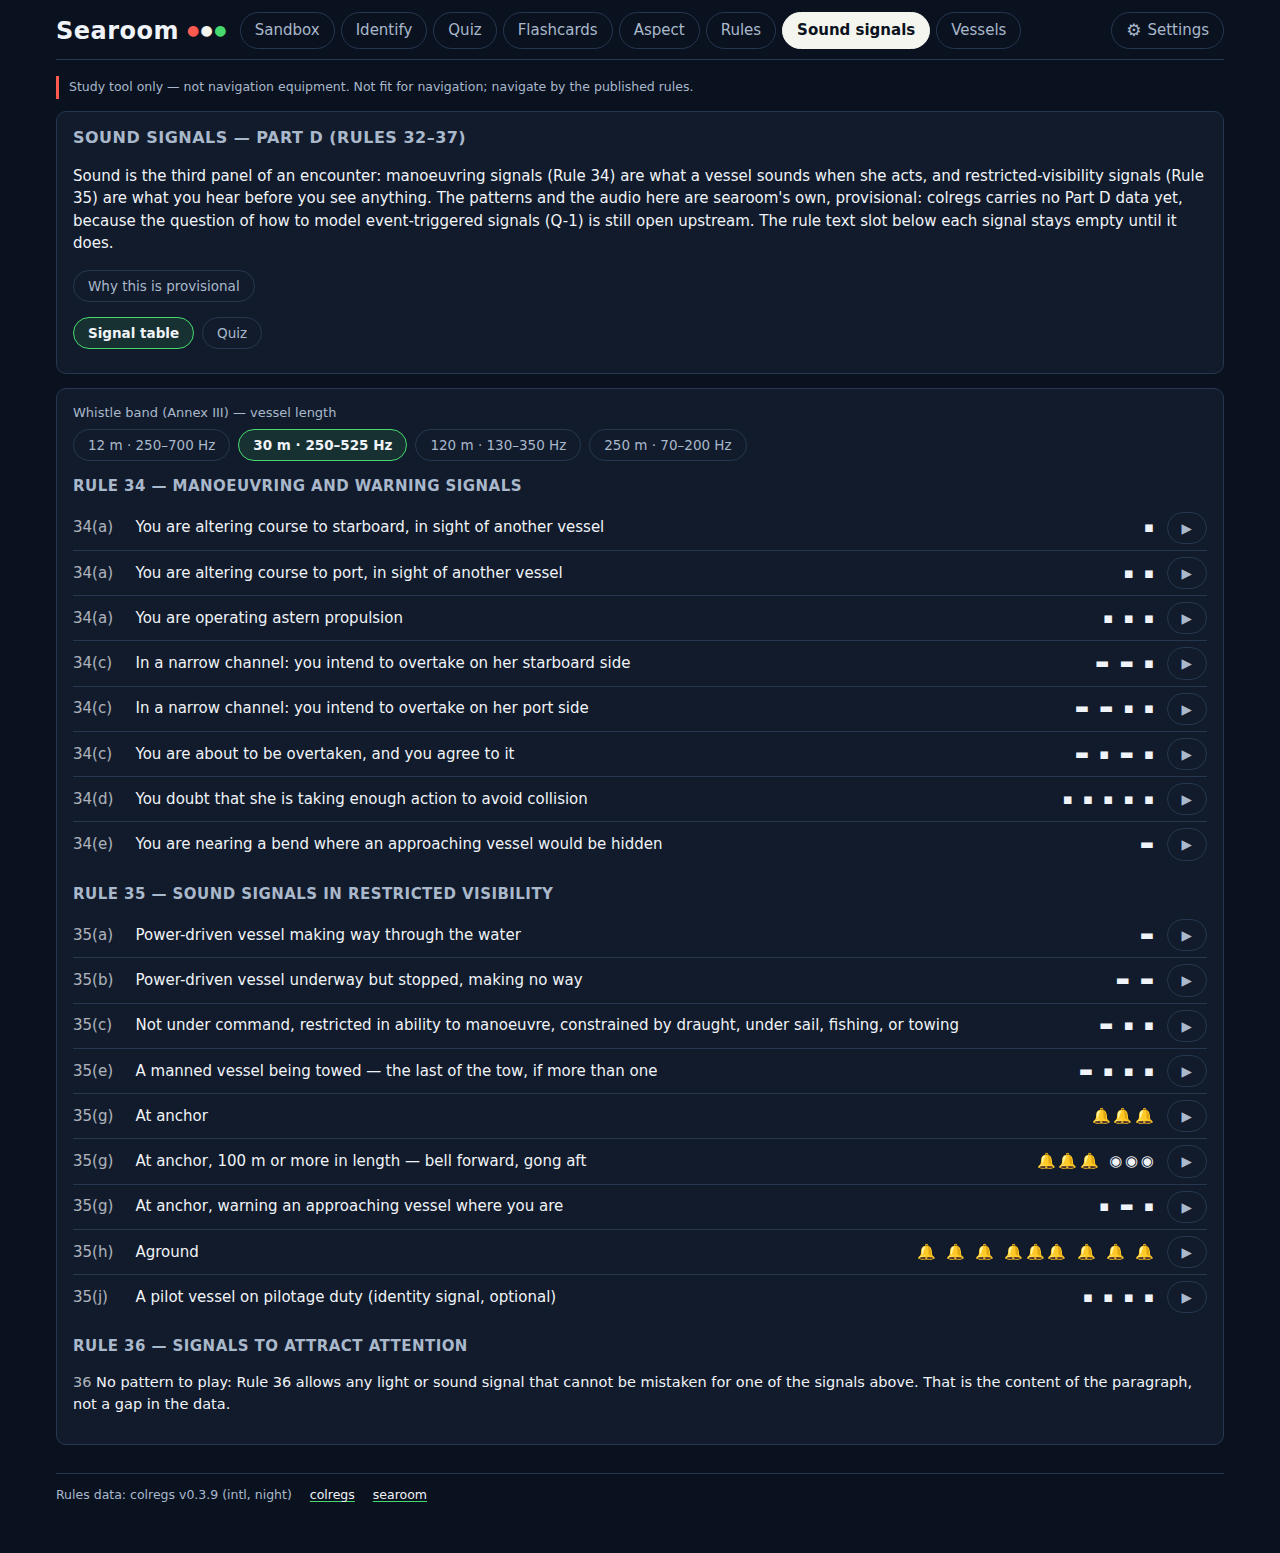 Searoom
Sandbox
Identify
Quiz
Flashcards
Aspect
Rules
Sound signals
Vessels
⚙ Settings
Study tool only — not navigation equipment. Not fit for navigation; navigate by the published rules.
SOUND SIGNALS — PART D (RULES 32–37)
Sound is the third panel of an encounter: manoeuvring signals (Rule 34) are what a vessel sounds when she acts, and restricted-visibility signals (Rule
35) are what you hear before you see anything. The patterns and the audio here are searoom's own, provisional: colregs carries no Part D data yet,
because the question of how to model event-triggered signals (Q-1) is still open upstream. The rule text slot below each signal stays empty until it
does.
Why this is provisional
Signal table
Quiz
Whistle band (Annex III) — vessel length
12 m · 250–700 Hz
30 m · 250–525 Hz
120 m · 130–350 Hz
250 m · 70–200 Hz
RULE 34 — MANOEUVRING AND WARNING SIGNALS
34(a) You are altering course to starboard, in sight of another vessel
34(a) You are altering course to port, in sight of another vessel
34(a) You are operating astern propulsion
34(c) In a narrow channel: you intend to overtake on her starboard side
34(c) In a narrow channel: you intend to overtake on her port side
34(c) You are about to be overtaken, and you agree to it
34(d) You doubt that she is taking enough action to avoid collision
34(e) You are nearing a bend where an approaching vessel would be hidden
RULE 35 — SOUND SIGNALS IN RESTRICTED VISIBILITY
35(a) Power-driven vessel making way through the water
35(b) Power-driven vessel underway but stopped, making no way
35(c) Not under command, restricted in ability to manoeuvre, constrained by draught, under sail, fishing, or towing
35(e) A manned vessel being towed — the last of the tow, if more than one
35(g) At anchor
35(g) At anchor, 100 m or more in length — bell forward, gong aft
35(g) At anchor, warning an approaching vessel where you are
35(h) Aground
35(j) A pilot vessel on pilotage duty (identity signal, optional)
RULE 36 — SIGNALS TO ATTRACT ATTENTION
36 No pattern to play: Rule 36 allows any light or sound signal that cannot be mistaken for one of the signals above. That is the content of the paragraph,
not a gap in the data.
Rules data: colregs v0.3.9 (intl, night) colregs searoom